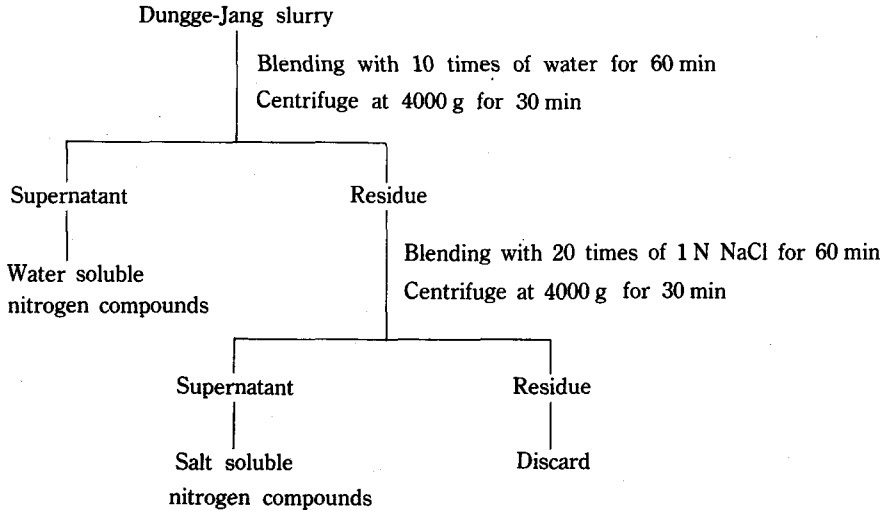 Dungge-Jang slurry
Blending with 10 times of water for 60 min
Centrifuge at 4000 g for 30 min
Supernatant
Residue
Water soluble
nitrogen compounds
Blending with 20 times of 1 N NaCl for 60 min
Centrifuge at 4000 g for 30 min
Supernatant
Residue
Salt soluble
nitrogen compounds
Discard